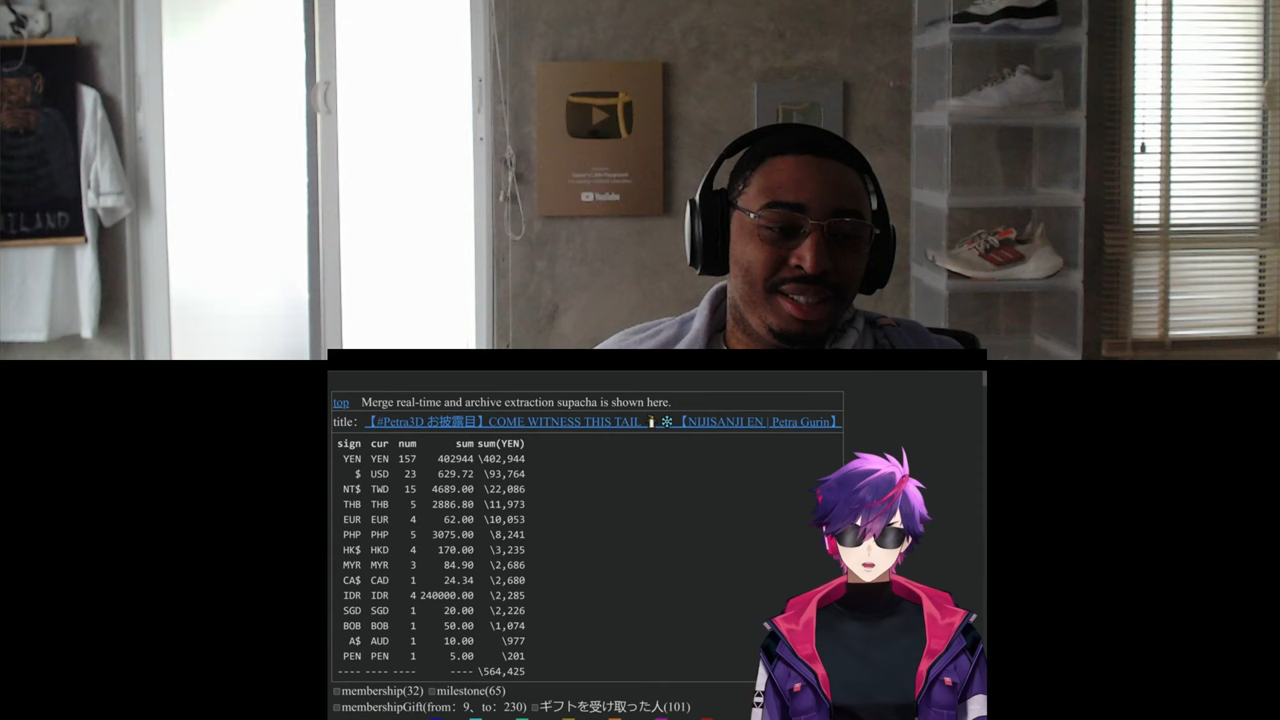 YouTube
AILAND
top Merge real-time and archive extraction supacha is shown here.
title: 【#Petra3D お披露目】COME WITNESS THIS TAIL 🐧❄【NIJISANJI EN | Petra Gurin】
sign cur num sum sum(YEN)
YEN YEN 157 402944 \402,944
$ USD 23 629.72 \93,764
NT$ TWD 15 4689.00 \22,086
THB THB 5 2886.80 \11,973
EUR EUR 4 62.00 \10,053
PHP PHP 5 3075.00 \8,241
HK$ HKD 4 170.00 \3,235
MYR MYR 3 84.90 \2,686
CA$ CAD 1 24.34 \2,680
IDR IDR 4 240000.00 \2,285
SGD SGD 1 20.00 \2,226
BOB BOB 1 50.00 \1,074
A$ AUD 1 10.00 \977
PEN PEN 1 5.00 \201
---- ---- ---- ---- \564,425
membership(32) milestone(65)
membershipGift(from: 9、to: 230) ギフトを受け取った人(101)